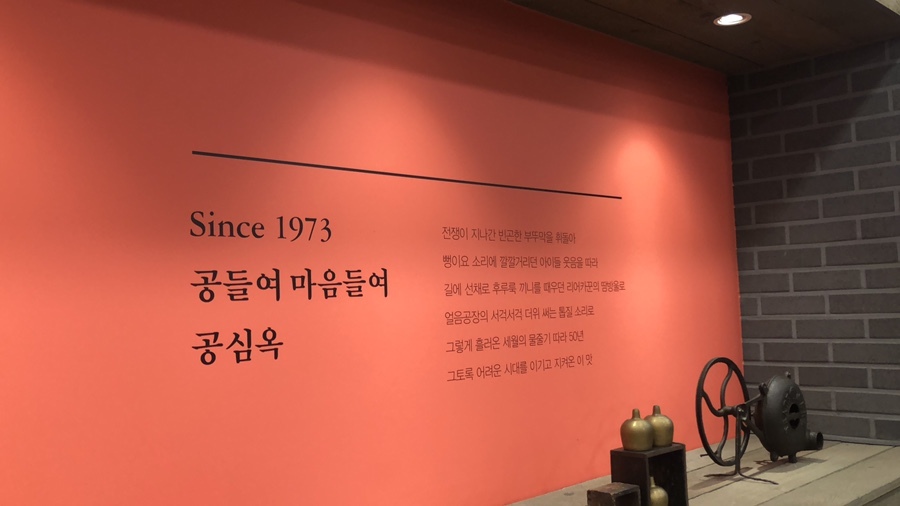 Since 1973
공들여 마음들여
공심옥
전쟁이 지나간 빈곤한 부뚜막을 휘돌아
뻥이요 소리에 깔깔거리던 아이들 웃음을 따라
길에 선채로 후루룩 끼니를 때우던 리어카꾼의 땀방울로
얼음공장의 서걱서걱 더위 써는 톱질 소리로
그렇게 흘러온 세월의 물줄기 따라 50년
그토록 어려운 시대를 이기고 지켜온 이 맛